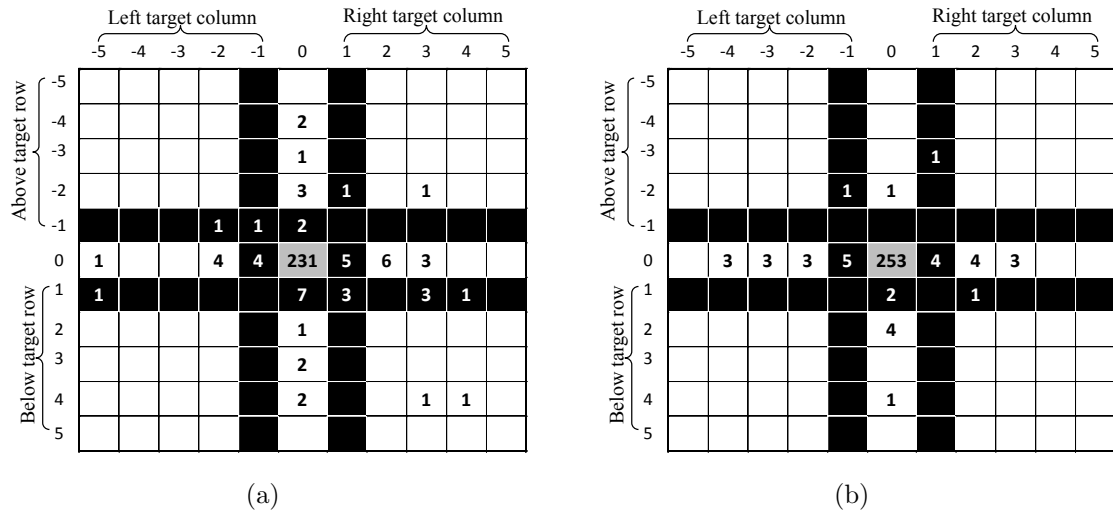 Left target column Right target column
-5 -4 -3 -2 -1 0 1 2 3 4 5
Above target row
-5
-4 2
-3 1
-2 3 1 1
-1 1 1 2
0 1 4 4 231 5 6 3
Below target row
1 1 7 3 3 1
2 1
3 2
4 2 1 1
5
(a)
Left target column Right target column
-5 -4 -3 -2 -1 0 1 2 3 4 5
Above target row
-5
-4
-3 1
-2 1 1
-1
0 3 3 3 5 253 4 4 3
Below target row
1 2 1
2 4
3
4 1
5
(b)